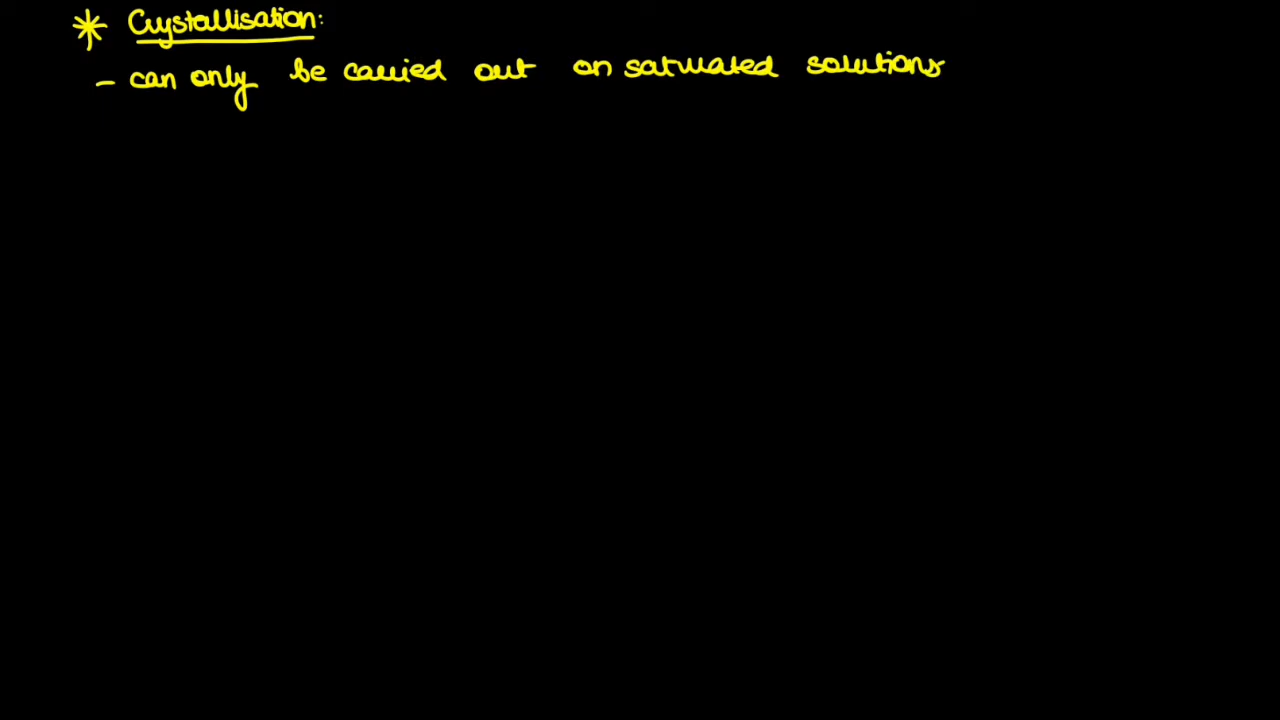 * Crystallisation:
- can only be carried out on saturated solutions